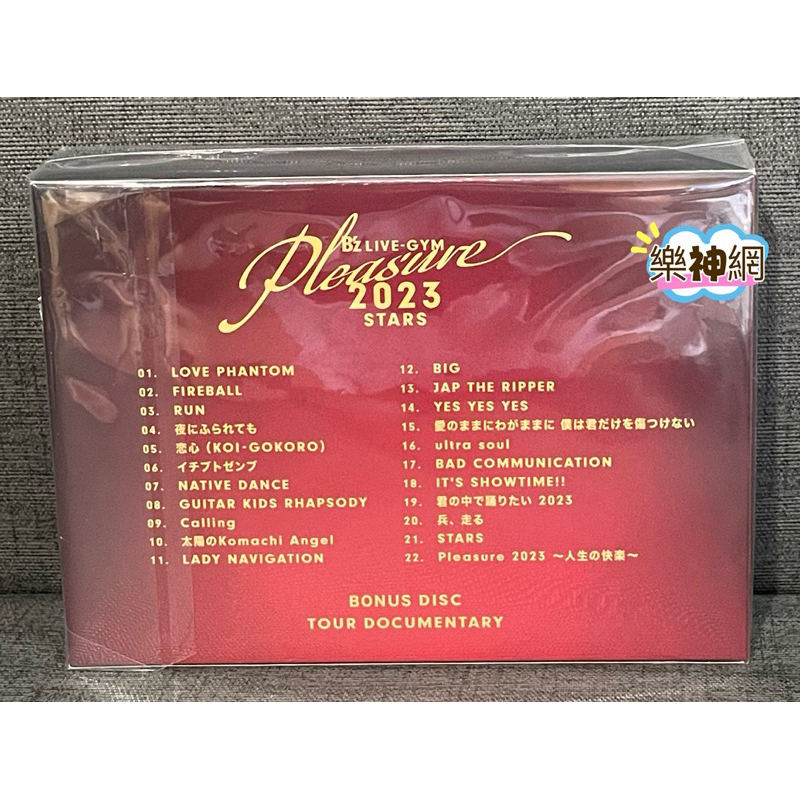 B'z LIVE-GYM
Pleasure
2023
STARS
樂神網
01. LOVE PHANTOM
02. FIREBALL
03. RUN
04. 夜にふられても
05. 恋心 (KOI-GOKORO)
06. イチブトゼンブ
07. NATIVE DANCE
08. GUITAR KIDS RHAPSODY
09. Calling
10. 太陽のKomachi Angel
11. LADY NAVIGATION
12. BIG
13. JAP THE RIPPER
14. YES YES YES
15. 愛のままにわがままに 僕は君だけを傷つけない
16. ultra soul
17. BAD COMMUNICATION
18. IT'S SHOWTIME!!
19. 君の中で踊りたい 2023
20. 兵、走る
21. STARS
22. Pleasure 2023 〜人生の快楽〜
BONUS DISC
TOUR DOCUMENTARY